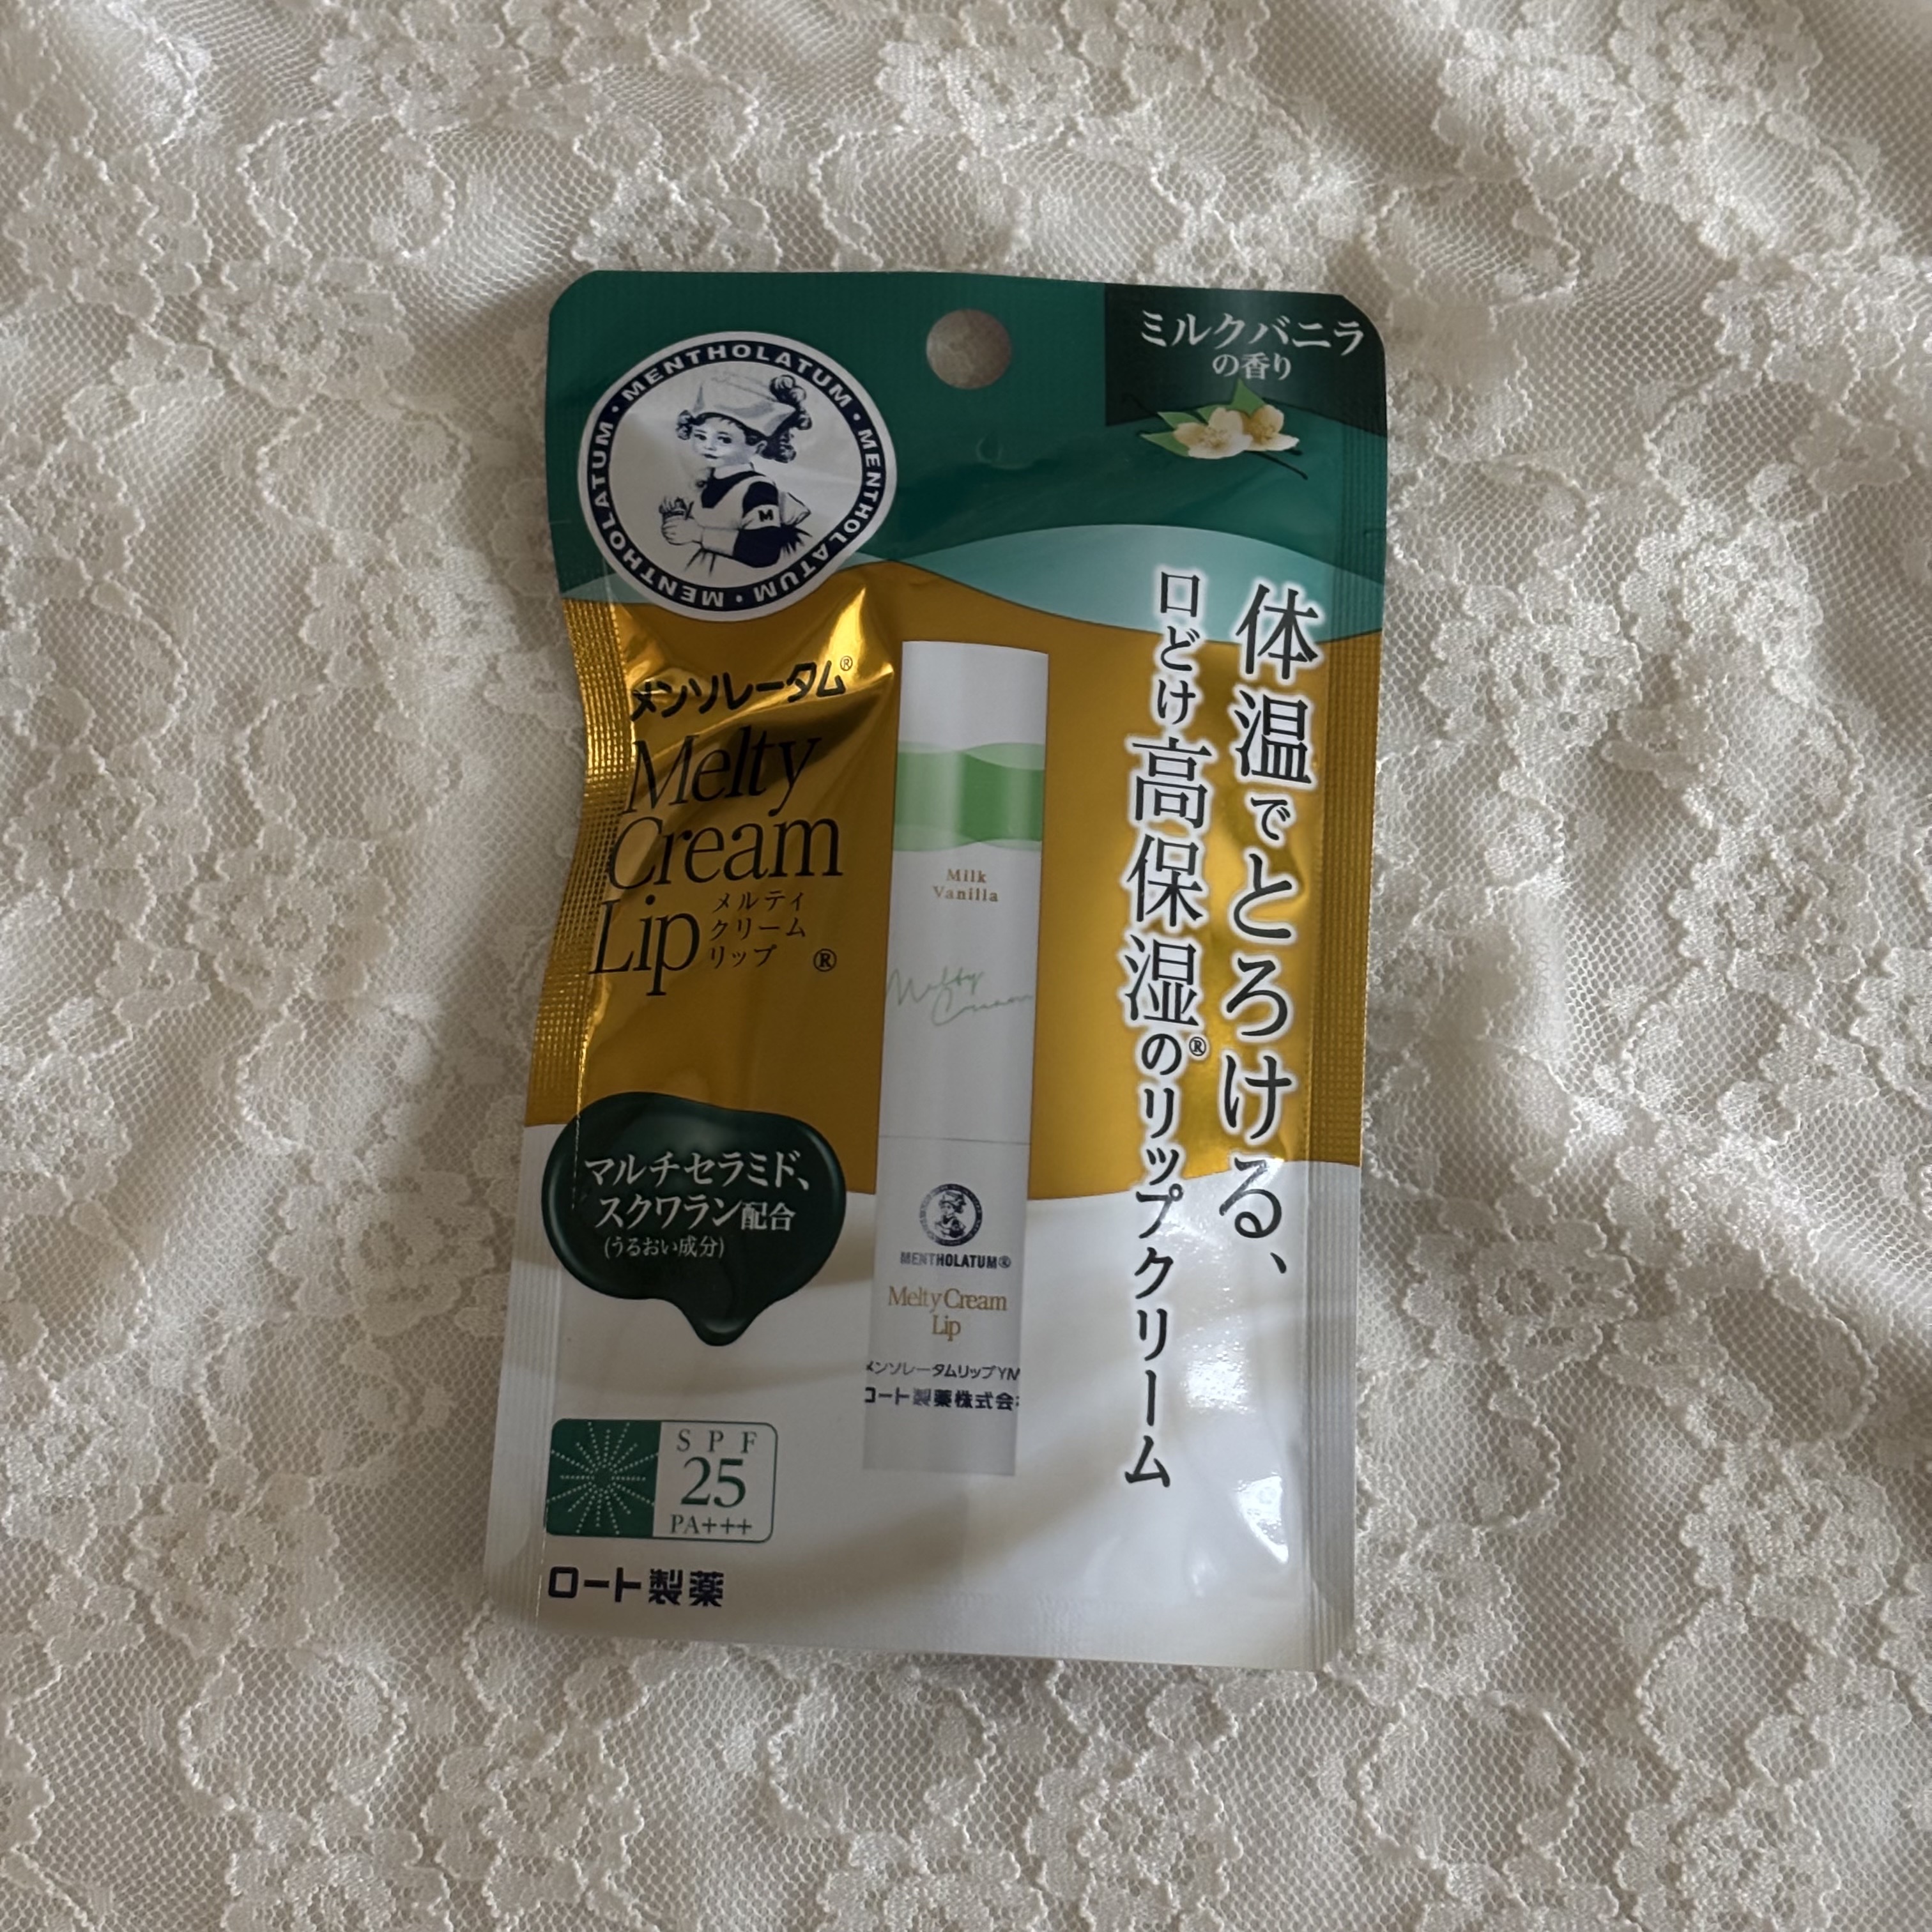 MENTHOLATUM・MENTHOLATUM・MENTHOLATUM・MENTHOLATUM・
M
ミルクバニラ
の香り
体温でとろける、
口どけ高保湿®のリップクリーム
メンソレータム®
Melty
Cream
Lip
メルティ
クリーム
リップ
®
マルチセラミド、
スクワラン配合
(うるおい成分)
Milk
Vanilla
Melty
Cream
MENTHOLATUM®
Melty Cream
Lip
メンソレータムリップYM
ロート製薬株式会
SPF
25
PA+++
ロート製薬